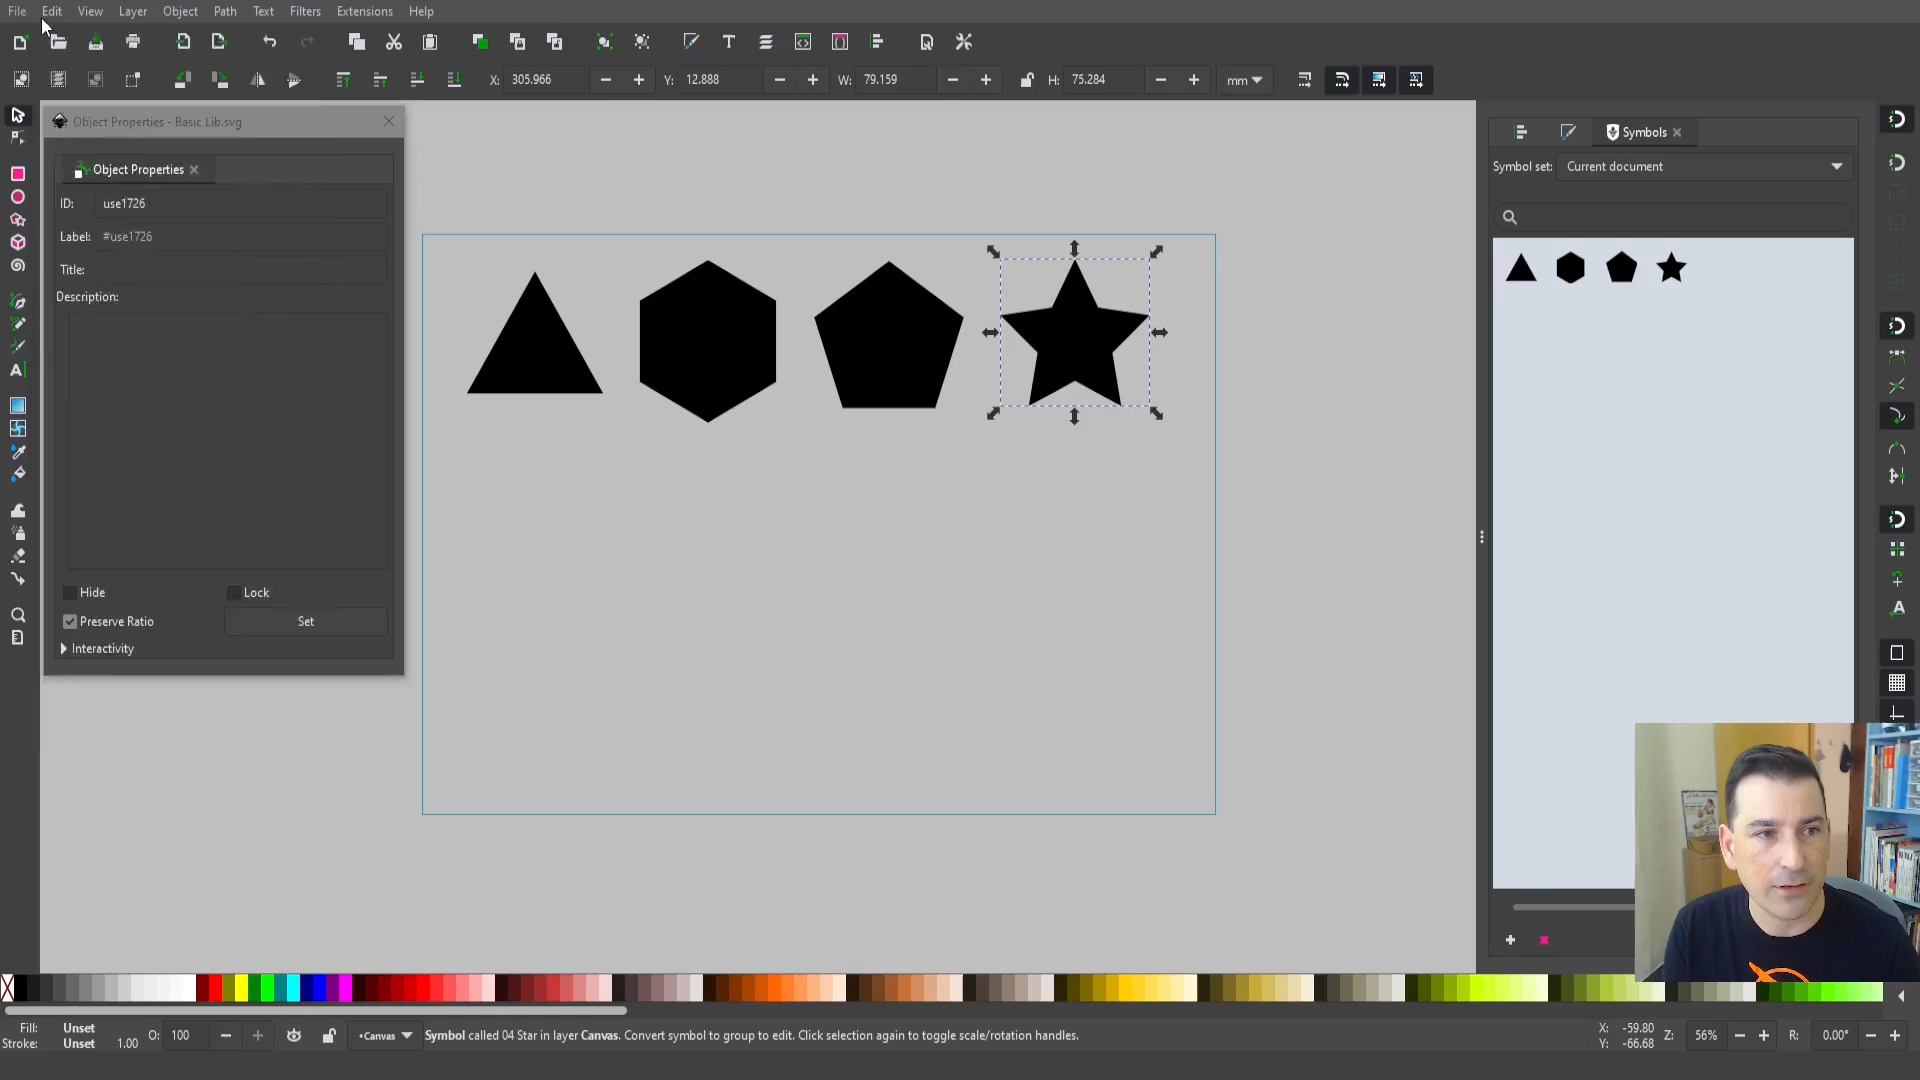 File Edit View Layer Object Path Text Filters Extensions Help
X: 305.966 Y: 12.888 W: 79.159 H: 75.284 mm
Object Properties - Basic Lib.svg
Object Properties
ID: use1726
Label: #use1726
Title:
Description:
Hide Lock
Preserve Ratio Set
Interactivity
Symbols
Symbol set: Current document
Fill: Unset
Stroke: Unset 1.00
O: 100
•Canvas
Symbol called 04 Star in layer Canvas. Convert symbol to group to edit. Click selection again to toggle scale/rotation handles.
X: -59.80
Y: -66.68
Z: 56%
R: 0.00°